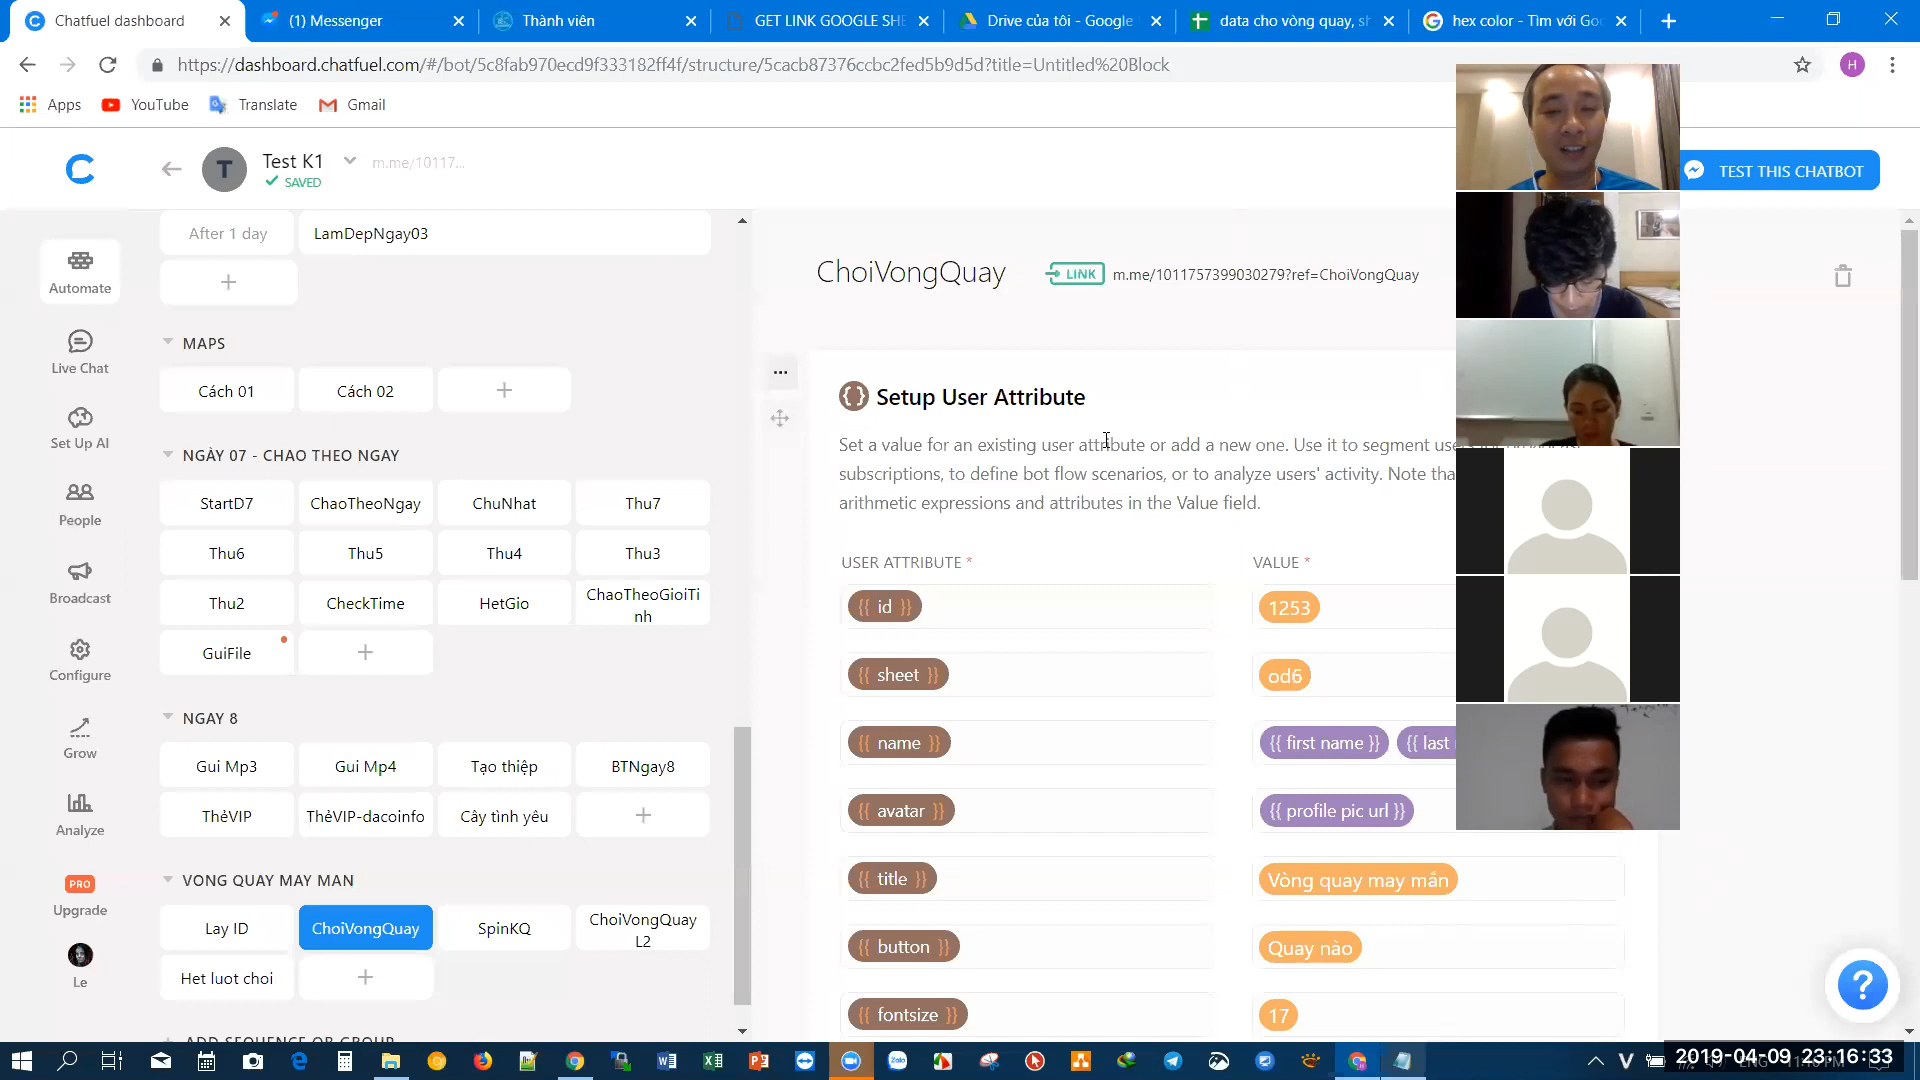 Chatfuel dashboard
(1) Messenger
Thành viên
GET LINK GOOGLE SHE
Drive của tôi - Google
data cho vòng quay, sh
hex color - Tìm với Goo
https://dashboard.chatfuel.com/#/bot/5c8fab970ecd9f333182ff4f/structure/5cacb87376ccbc2fed5b9d5d?title=Untitled%20Block
H
Apps
YouTube
Translate
Gmail
T
Test K1
SAVED
m.me/10117...
TEST THIS CHATBOT
Automate
Live Chat
Set Up AI
People
Broadcast
Configure
Grow
Analyze
PRO
Upgrade
Le
After 1 day
LamDepNgay03
MAPS
Cách 01
Cách 02
NGÀY 07 - CHAO THEO NGAY
StartD7
ChaoTheoNgay
ChuNhat
Thu7
Thu6
Thu5
Thu4
Thu3
Thu2
CheckTime
HetGio
ChaoTheoGioiTi
nh
GuiFile
NGAY 8
Gui Mp3
Gui Mp4
Tạo thiệp
BTNgay8
ThẻVIP
ThẻVIP-dacoinfo
Cây tình yêu
VONG QUAY MAY MAN
Lay ID
ChoiVongQuay
SpinKQ
ChoiVongQuay
L2
Het luot choi
ADD SEQUENCE OR GROUP
ChoiVongQuay
LINK
m.me/1011757399030279?ref=ChoiVongQuay
Setup User Attribute
Set a value for an existing user attribute or add a new one. Use it to segment
subscriptions, to define bot flow scenarios, or to analyze users' activity. Note tha
arithmetic expressions and attributes in the Value field.
USER ATTRIBUTE *
VALUE *
{{ id }}
1253
{{ sheet }}
od6
{{ name }}
{{ first name }}
{{ last
{{ avatar }}
{{ profile pic url }}
{{ title }}
Vòng quay may mắn
{{ button }}
Quay nào
{{ fontsize }}
17
?
2019-04-09 23:16:33